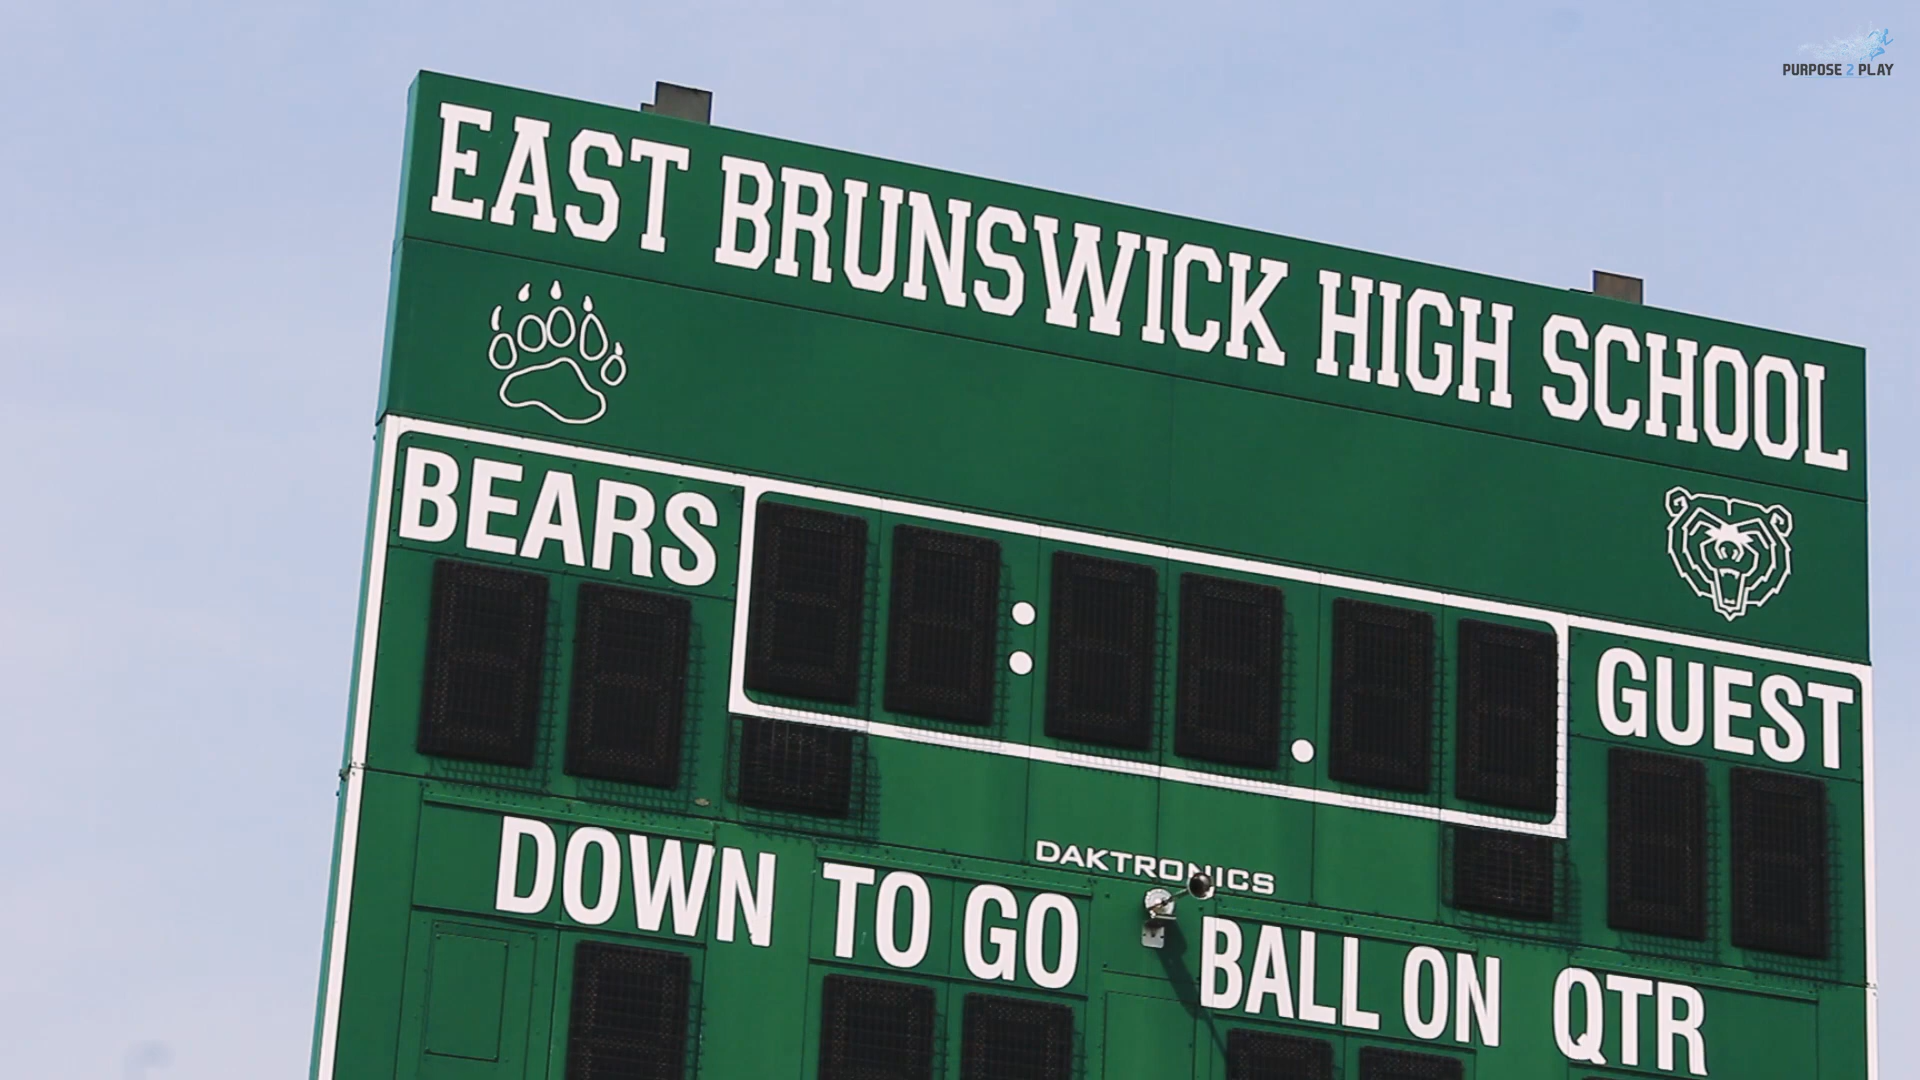 PURPOSE 2 PLAY
EAST BRUNSWICK HIGH SCHOOL
BEARS
GUEST
DAKTRONICS
DOWN TO GO BALL ON QTR